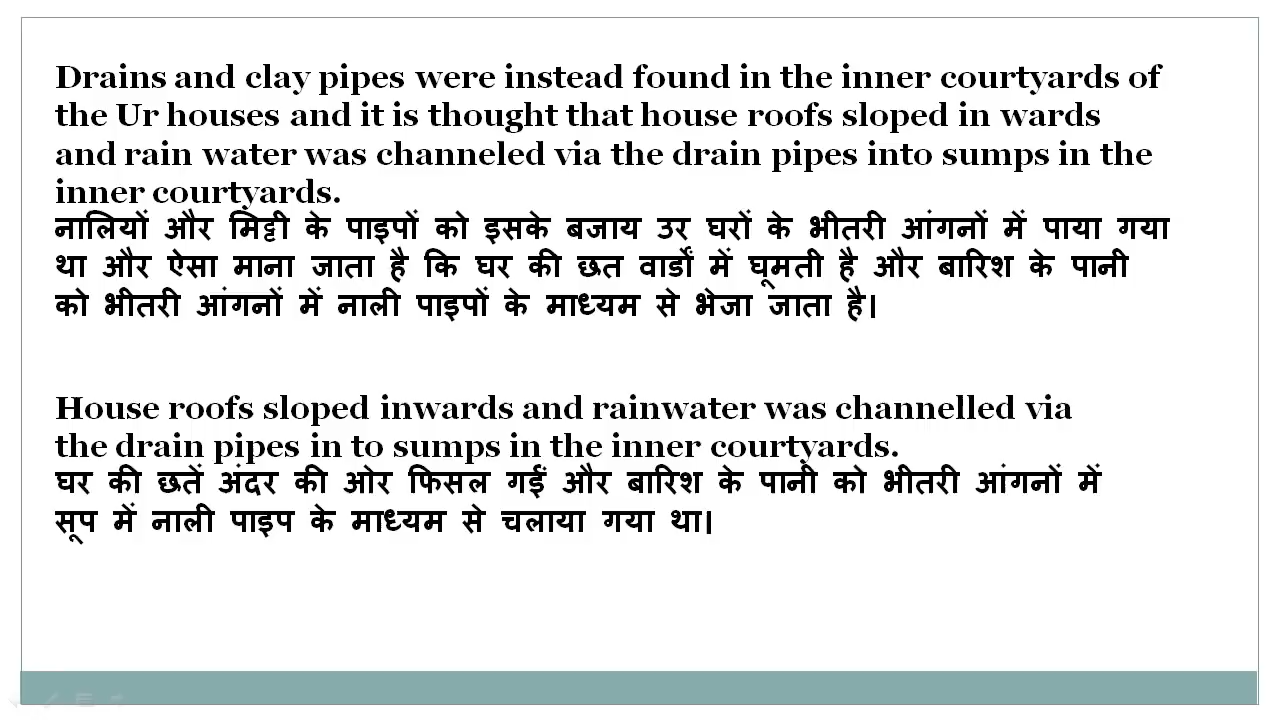 Drains and clay pipes were instead found in the inner courtyards of
the Ur houses and it is thought that house roofs sloped in wards
and rain water was channeled via the drain pipes into sumps in the
inner courtyards.
नालियों और मिट्टी के पाइपों को इसके बजाय उर घरों के भीतरी आंगनों में पाया गया
था और ऐसा माना जाता है कि घर की छत वार्डों में घूमती है और बारिश के पानी
को भीतरी आंगनों में नाली पाइपों के माध्यम से भेजा जाता है।
House roofs sloped inwards and rainwater was channelled via
the drain pipes in to sumps in the inner courtyards.
घर की छतें अंदर की ओर फिसल गईं और बारिश के पानी को भीतरी आंगनों में
सूप में नाली पाइप के माध्यम से चलाया गया था।